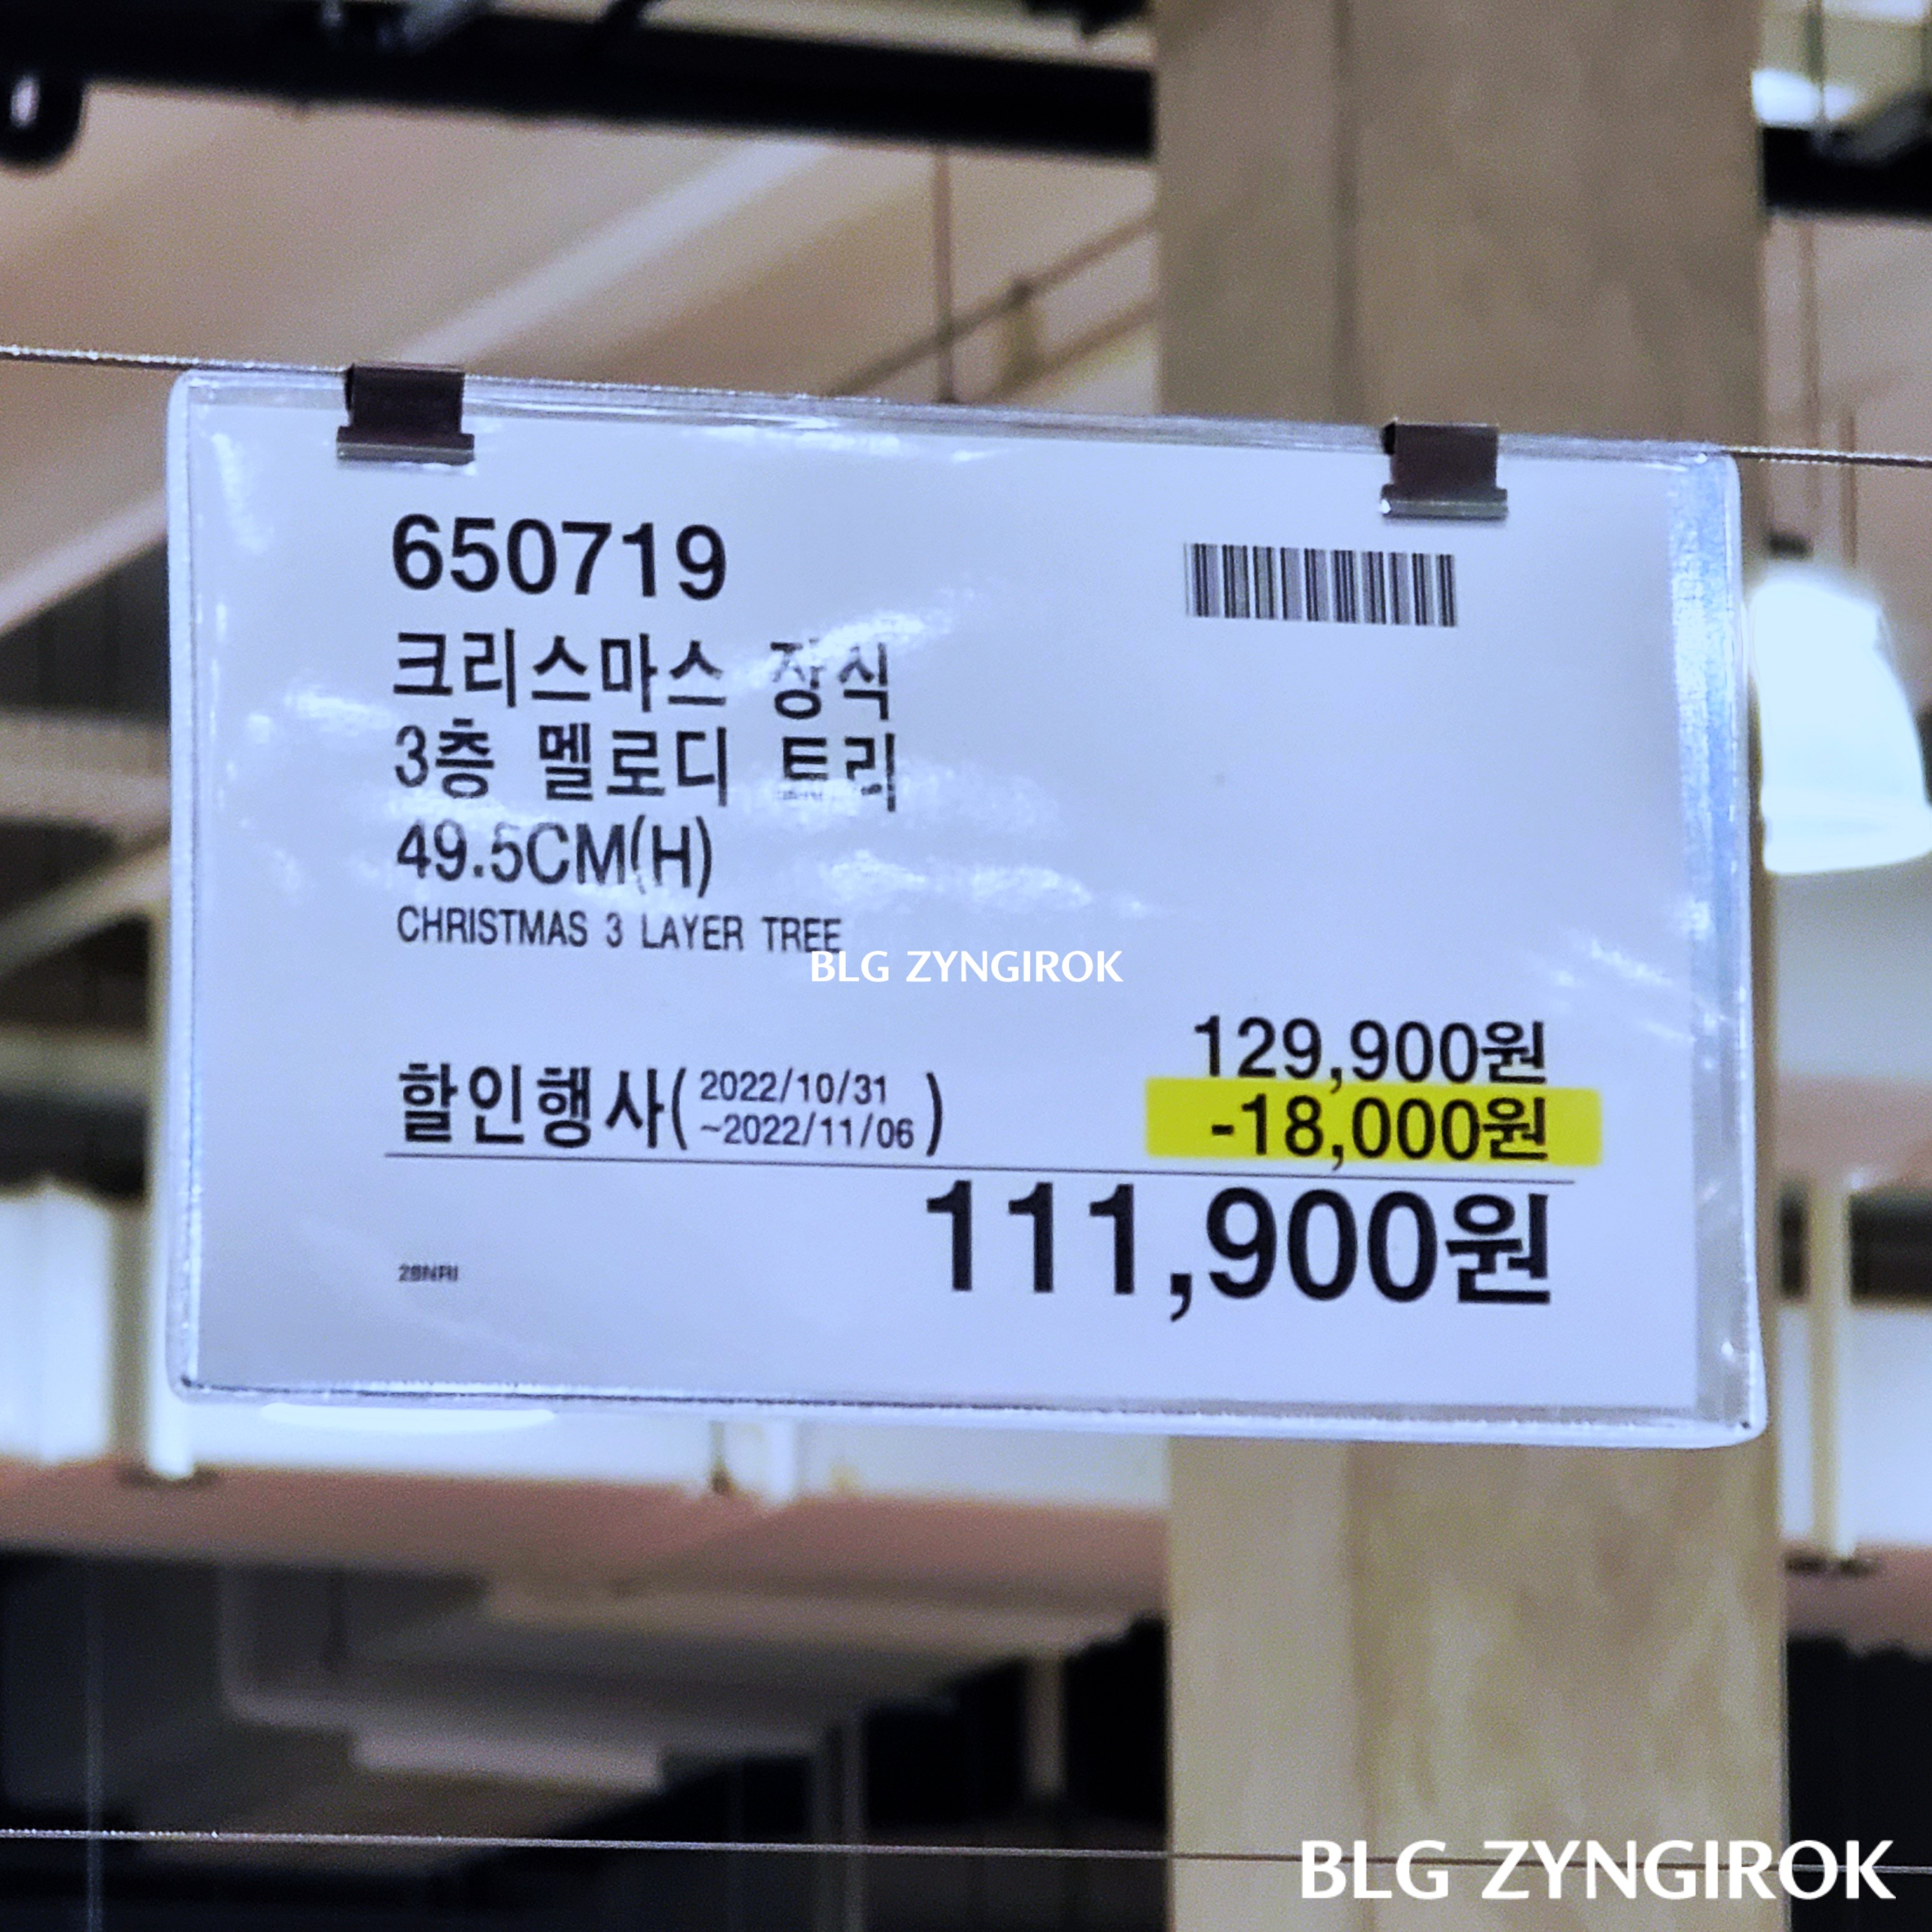 650719
크리스마스 장식
3층 멜로디 트리
49.5CM(H)
CHRISTMAS 3 LAYER TREE
BLG ZYNGIROK
129,900원
할인행사( 2022/10/31
~2022/11/06 )
-18,000원
111,900원
BLG ZYNGIROK